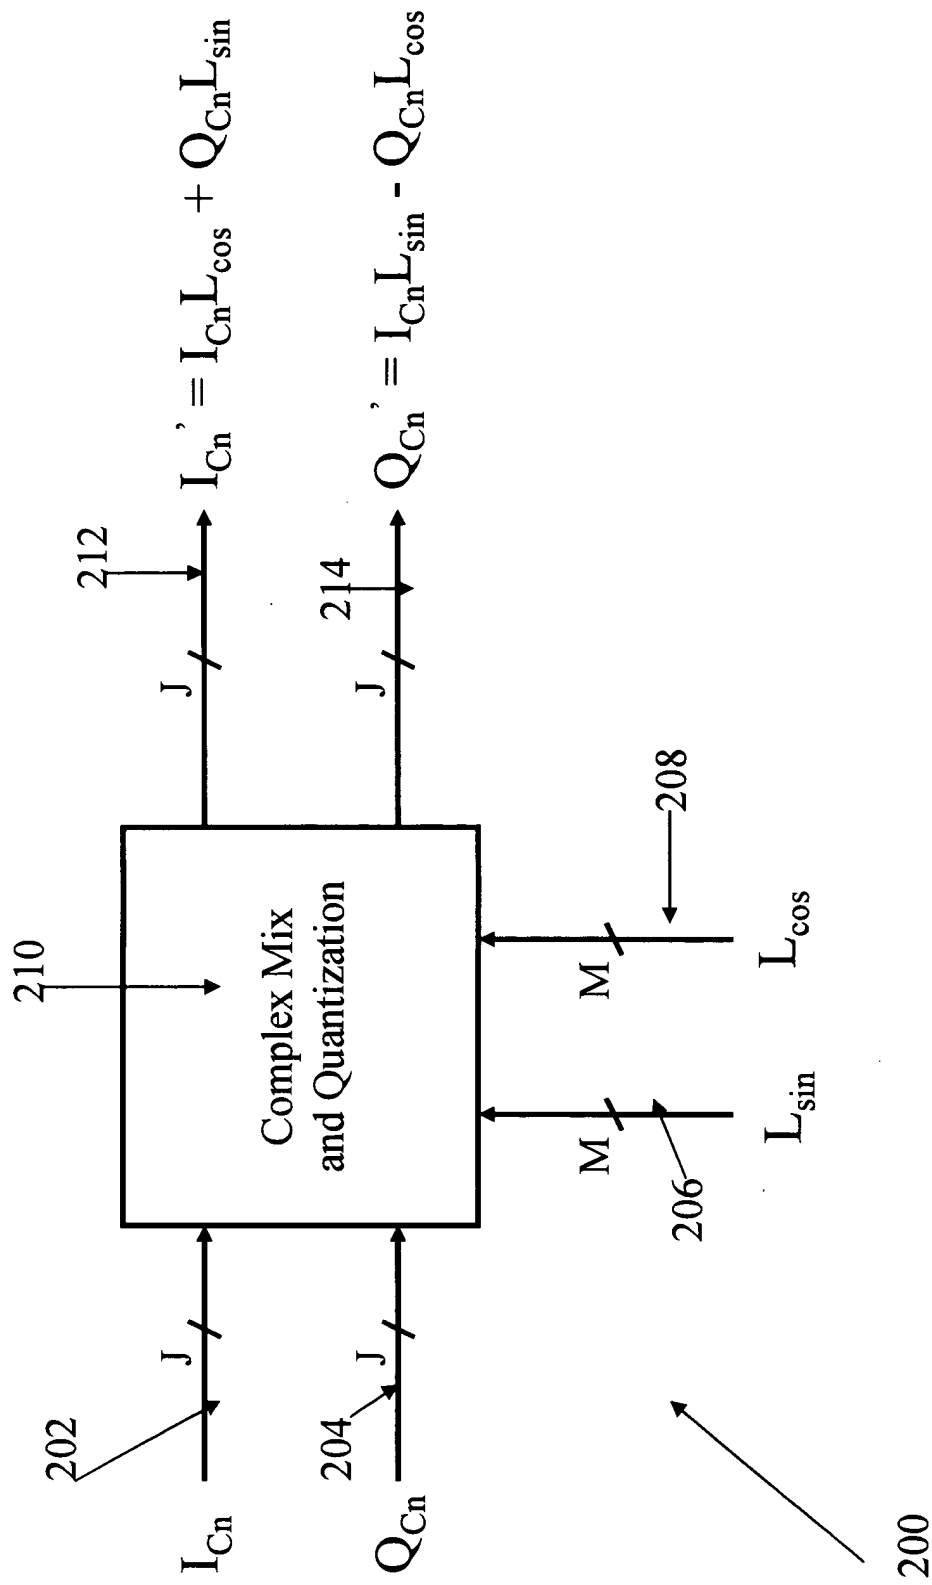 210
212
202
J
J
I_Cn
I_Cn' = I_Cn L_cos + Q_Cn L_sin
Complex Mix
and Quantization
214
204
J
J
Q_Cn
Q_Cn' = I_Cn L_sin - Q_Cn L_cos
M
M
206
208
L_sin
L_cos
200